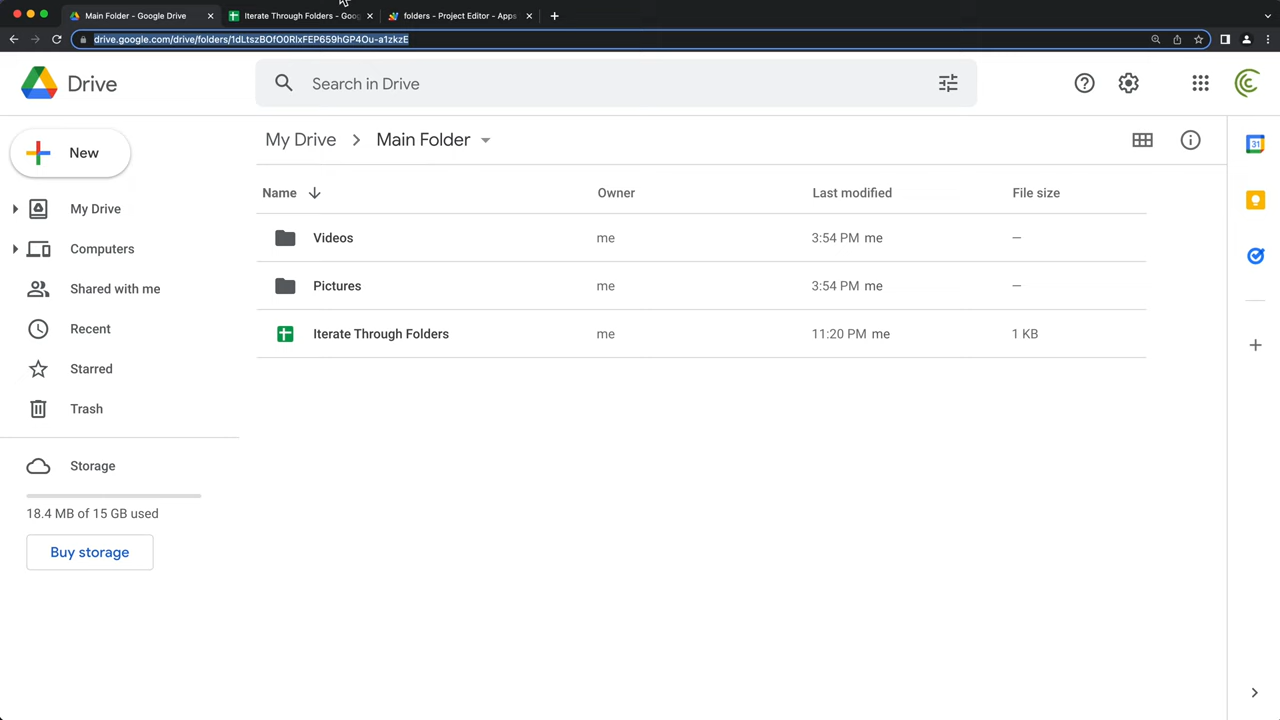 Main Folder - Google Drive
Iterate Through Folders - Goog
folders - Project Editor - Apps
drive.google.com/drive/folders/1dLtszBOfO0RlxFEP659hGP4Ou-a1zkzE
Drive
Search in Drive
New
My Drive
Computers
Shared with me
Recent
Starred
Trash
Storage
18.4 MB of 15 GB used
Buy storage
My Drive
Main Folder
Name
Owner
Last modified
File size
Videos
me
3:54 PM me
—
Pictures
me
3:54 PM me
—
Iterate Through Folders
me
11:20 PM me
1 KB
31